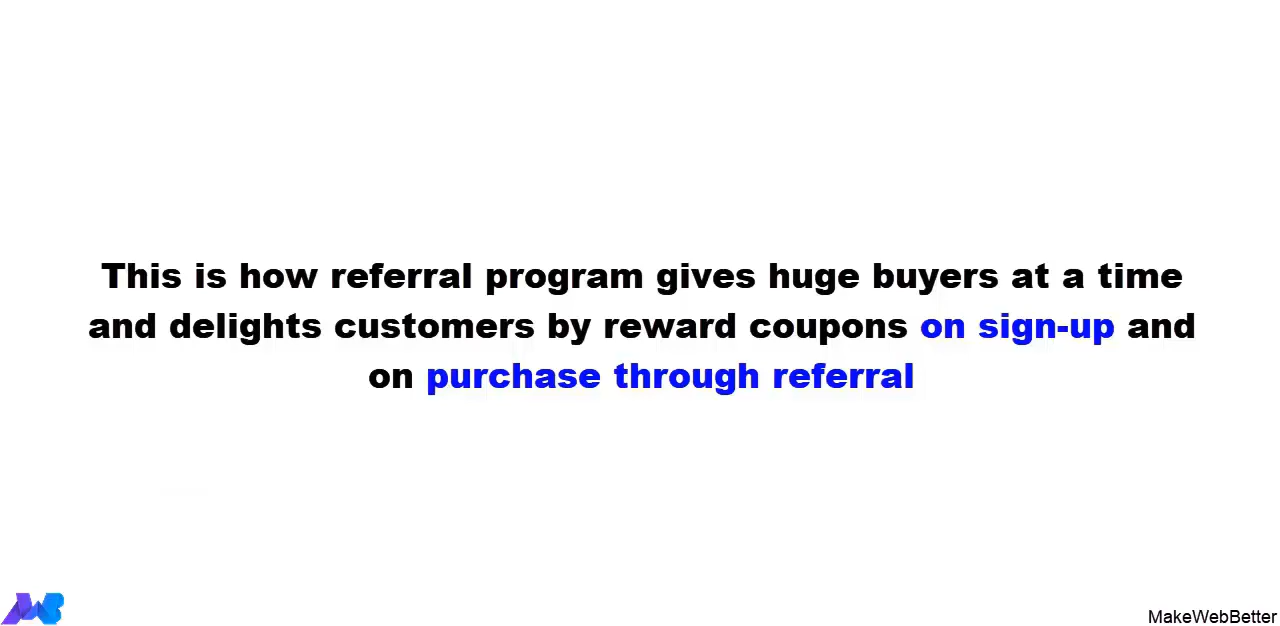 This is how referral program gives huge buyers at a time
and delights customers by reward coupons on sign-up and
on purchase through referral
MakeWebBetter